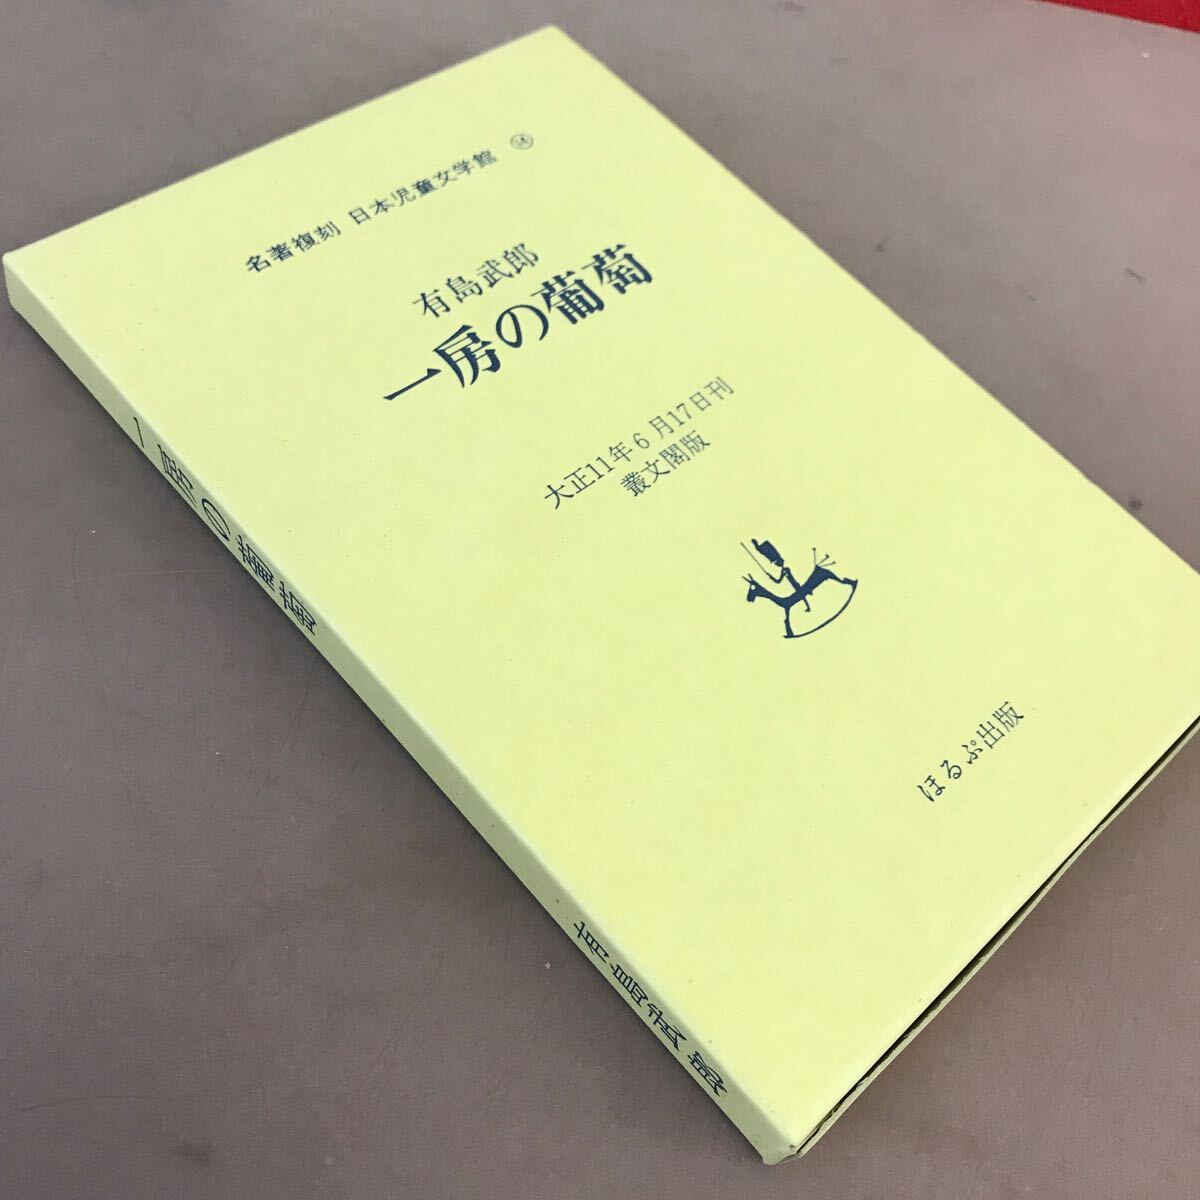 名著複刻 日本児童文学館
有島武郎
一房の葡萄
大正11年6月17日刊
叢文閣版
ほるぷ出版
一房の葡萄
有島武郎